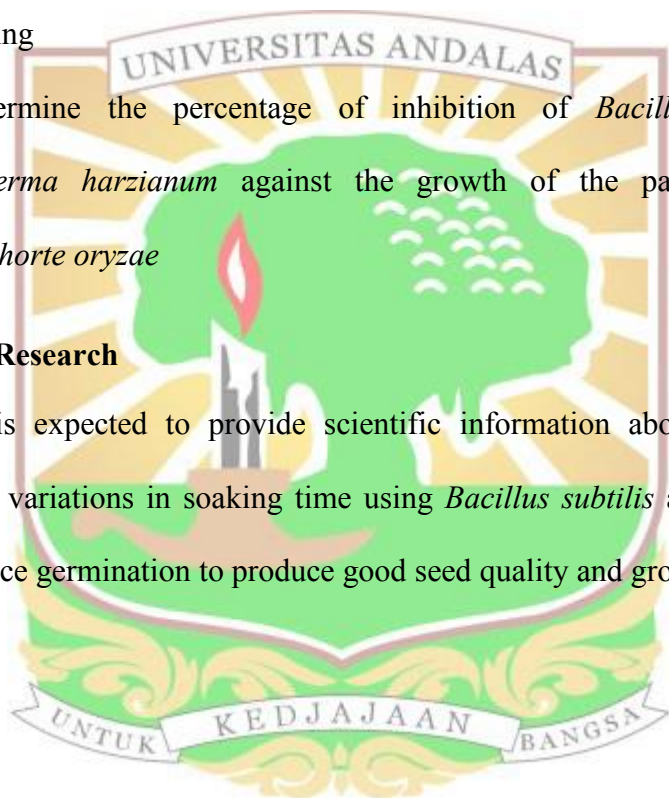 ing
UNIVERSITAS ANDALAS
ermine the percentage of inhibition of Bacill
erma harzianum against the growth of the pa
horte oryzae
Research
is expected to provide scientific information abo
variations in soaking time using Bacillus subtilis
ce germination to produce good seed quality and gro
UNTUK KEDJAJAAN BANGSA